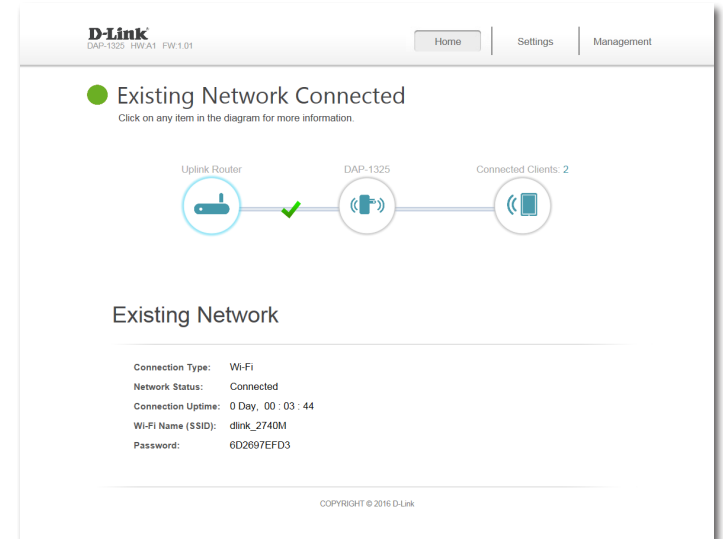 D-Link
DAP-1325 HW:A1 FW:1.01
Home Settings Management
Existing Network Connected
Click on any item in the diagram for more information.
Uplink Router DAP-1325 Connected Clients: 2
Existing Network
Connection Type: Wi-Fi
Network Status: Connected
Connection Uptime: 0 Day, 00 : 03 : 44
Wi-Fi Name (SSID): dlink_2740M
Password: 6D2697EFD3
COPYRIGHT © 2016 D-Link